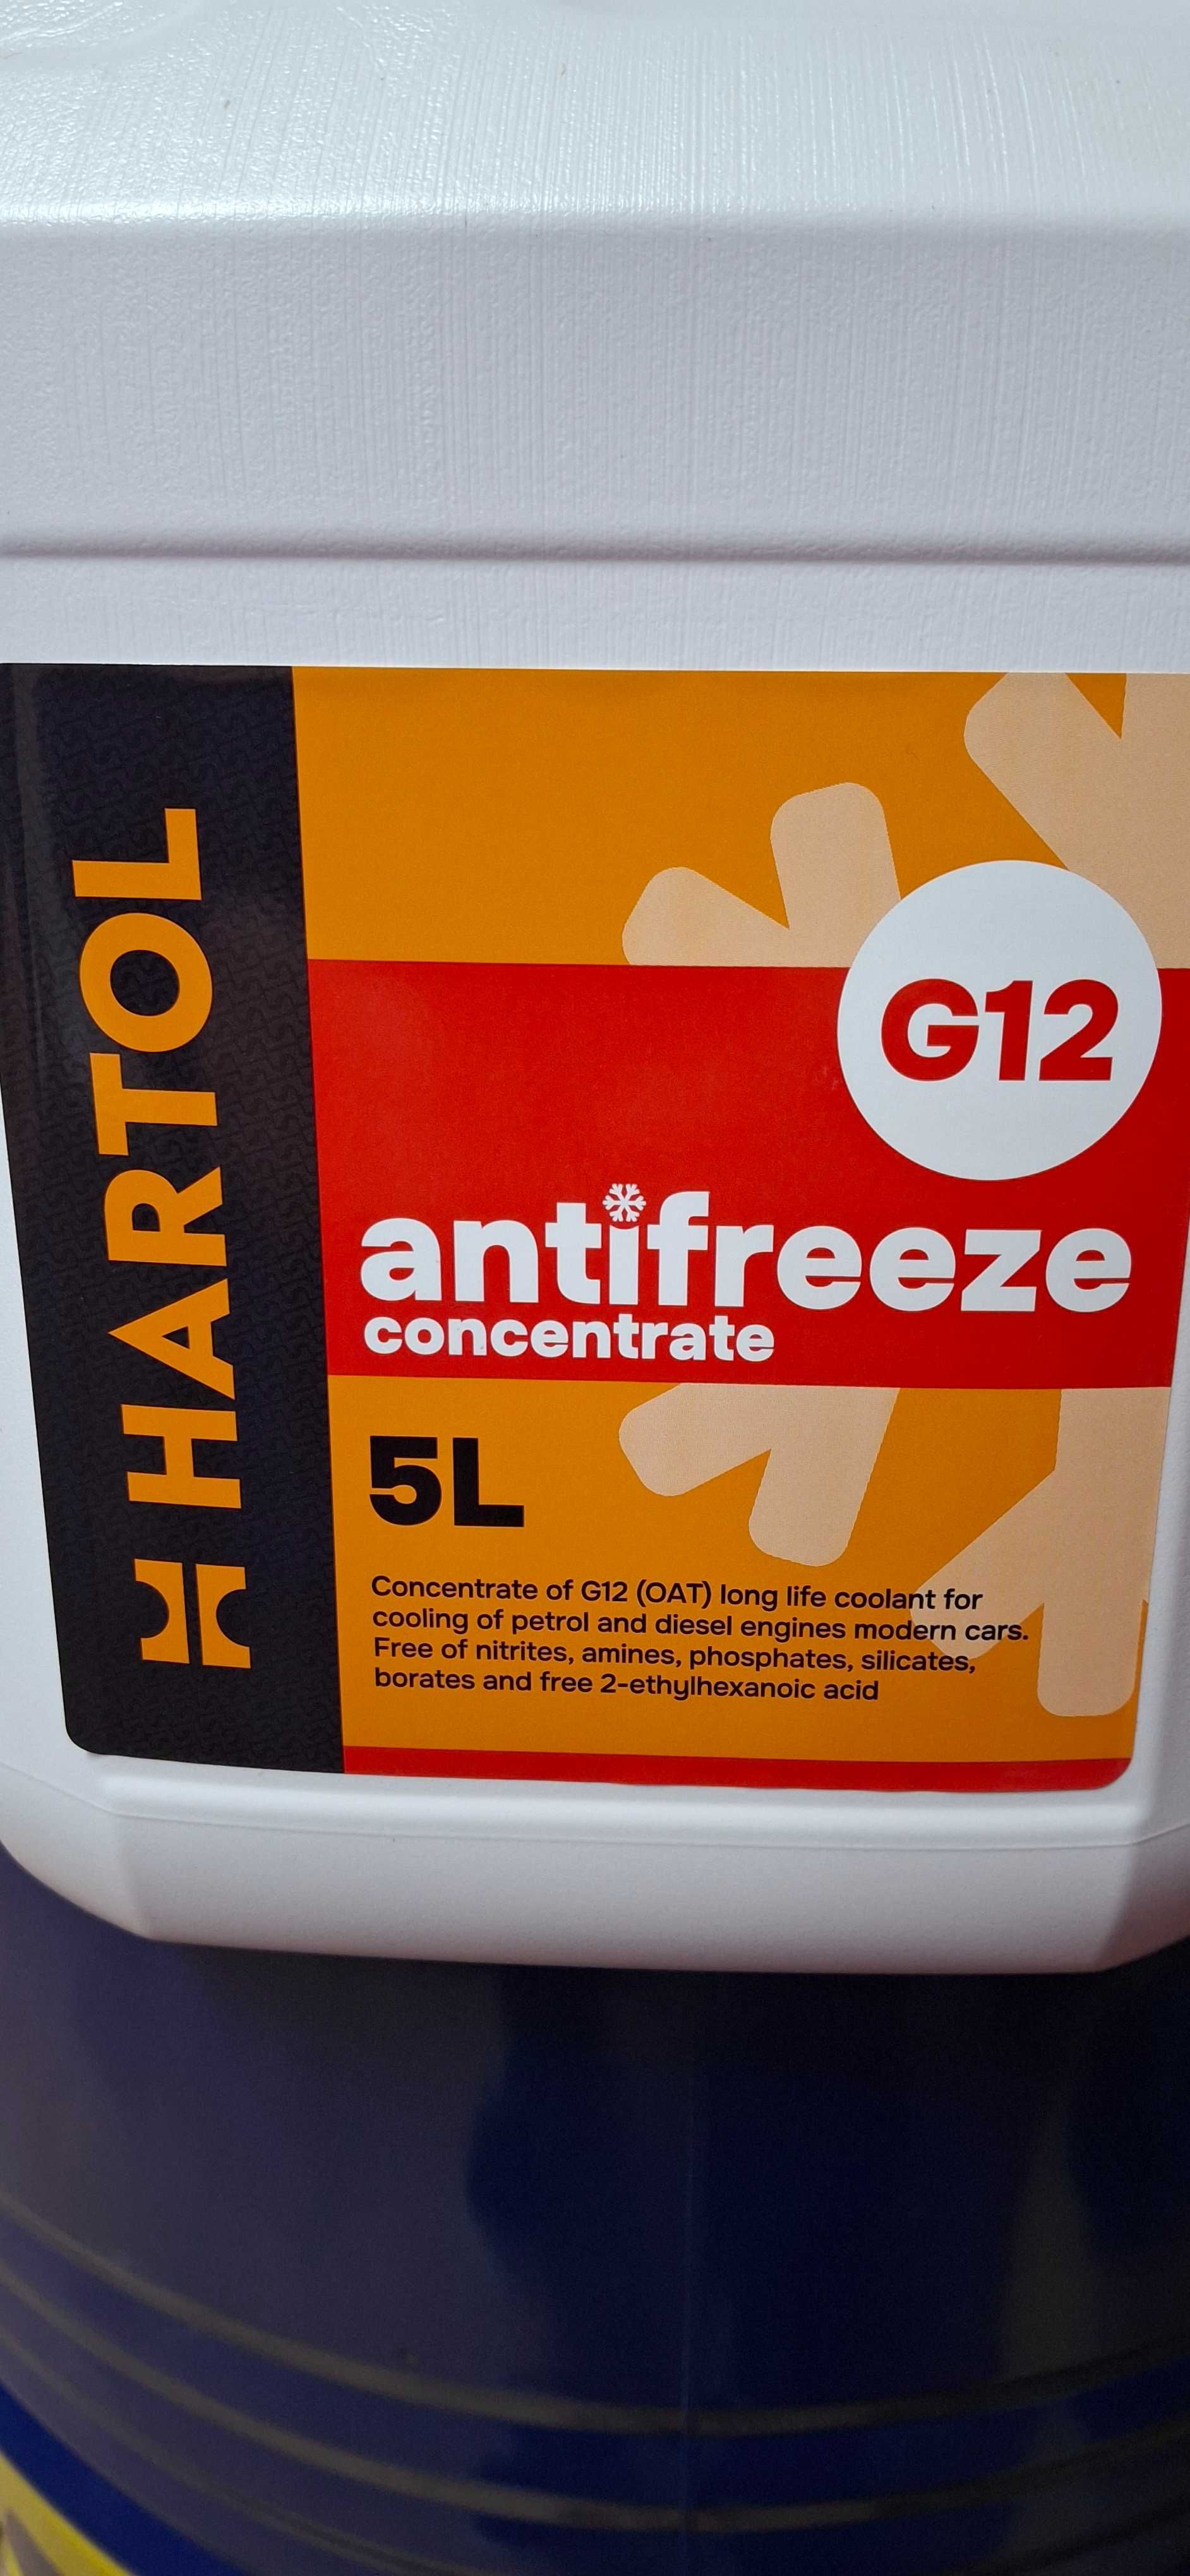 HARTOL
G12
antifreeze
concentrate
5L
Concentrate of G12 (OAT) long life coolant for
cooling of petrol and diesel engines modern cars.
Free of nitrites, amines, phosphates, silicates,
borates and free 2-ethylhexanoic acid